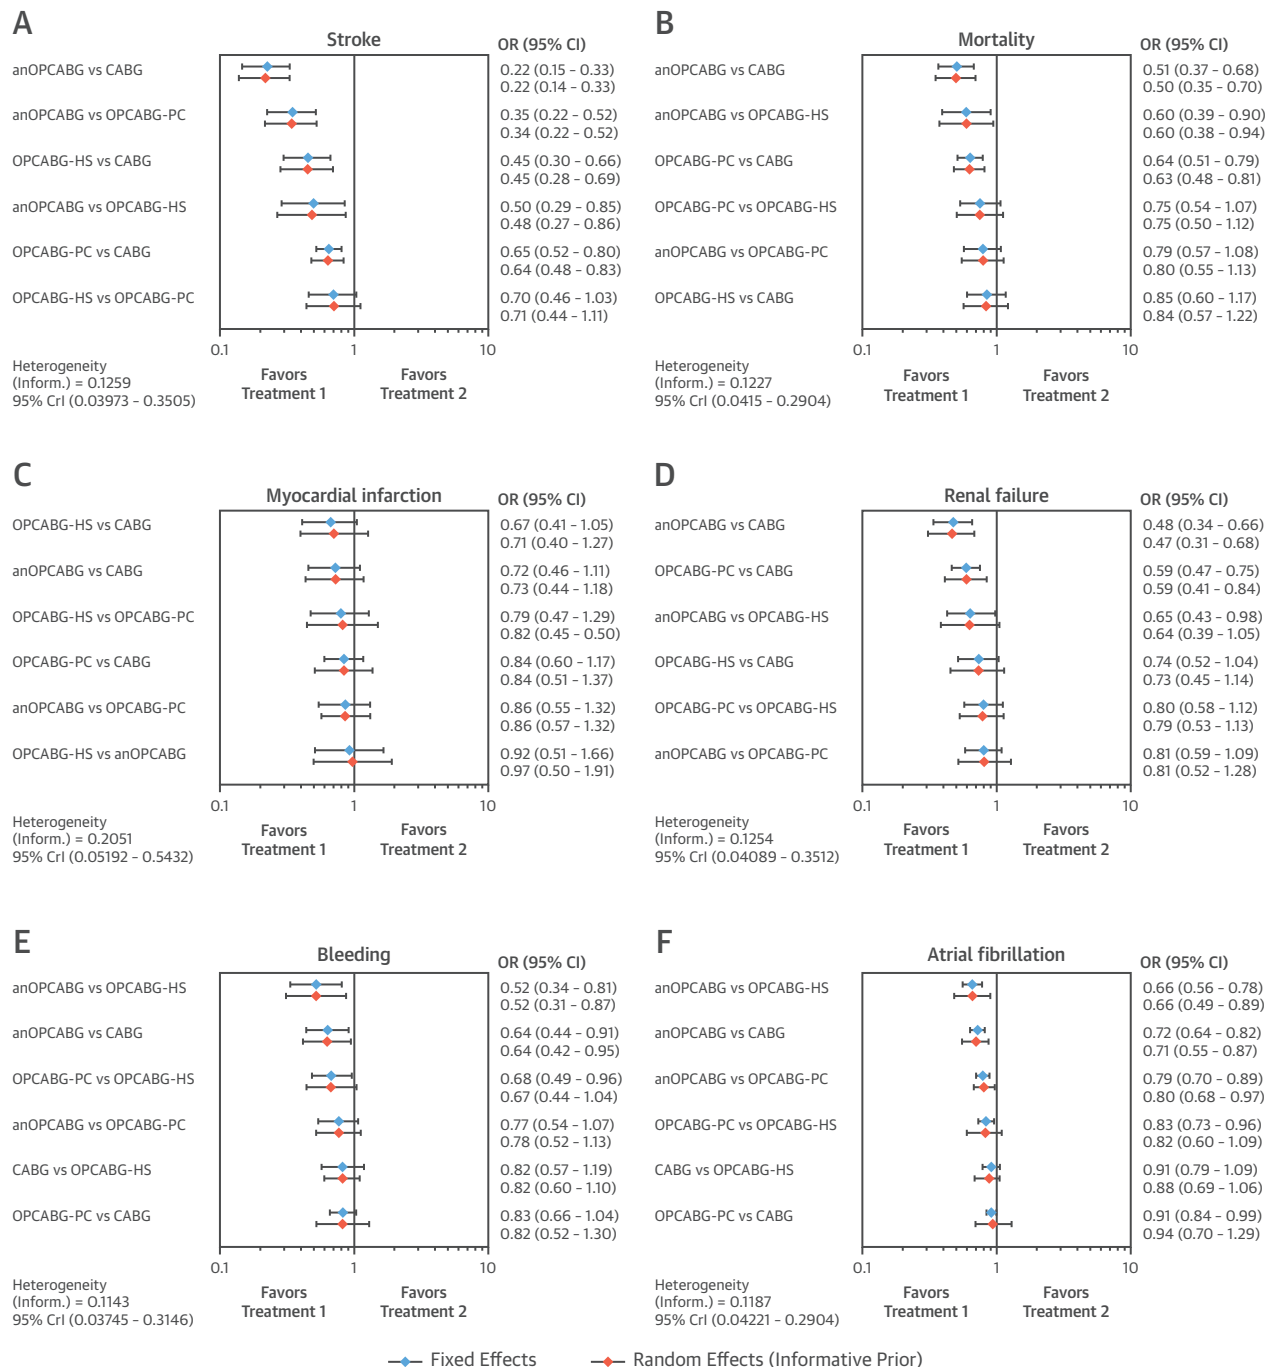 A
Stroke
OR (95% CI)
anOPCABG vs CABG
0.22 (0.15 – 0.33)
0.22 (0.14 – 0.33)
anOPCABG vs OPCABG-PC
0.35 (0.22 – 0.52)
0.34 (0.22 – 0.52)
OPCABG-HS vs CABG
0.45 (0.30 – 0.66)
0.45 (0.28 – 0.69)
anOPCABG vs OPCABG-HS
0.50 (0.29 – 0.85)
0.48 (0.27 – 0.86)
OPCABG-PC vs CABG
0.65 (0.52 – 0.80)
0.64 (0.48 – 0.83)
OPCABG-HS vs OPCABG-PC
0.70 (0.46 – 1.03)
0.71 (0.44 – 1.11)
0.1 1 10
Heterogeneity
(Inform.) = 0.1259
95% CrI (0.03973 – 0.3505)
Favors
Treatment 1
Favors
Treatment 2
B
Mortality
OR (95% CI)
anOPCABG vs CABG
0.51 (0.37 – 0.68)
0.50 (0.35 – 0.70)
anOPCABG vs OPCABG-HS
0.60 (0.39 – 0.90)
0.60 (0.38 – 0.94)
OPCABG-PC vs CABG
0.64 (0.51 – 0.79)
0.63 (0.48 – 0.81)
OPCABG-PC vs OPCABG-HS
0.75 (0.54 – 1.07)
0.75 (0.50 – 1.12)
anOPCABG vs OPCABG-PC
0.79 (0.57 – 1.08)
0.80 (0.55 – 1.13)
OPCABG-HS vs CABG
0.85 (0.60 – 1.17)
0.84 (0.57 – 1.22)
0.1 1 10
Heterogeneity
(Inform.) = 0.1227
95% CrI (0.0415 – 0.2904)
Favors
Treatment 1
Favors
Treatment 2
C
Myocardial infarction
OR (95% CI)
OPCABG-HS vs CABG
0.67 (0.41 – 1.05)
0.71 (0.40 – 1.27)
anOPCABG vs CABG
0.72 (0.46 – 1.11)
0.73 (0.44 – 1.18)
OPCABG-HS vs OPCABG-PC
0.79 (0.47 – 1.29)
0.82 (0.45 – 0.50)
OPCABG-PC vs CABG
0.84 (0.60 – 1.17)
0.84 (0.51 – 1.37)
anOPCABG vs OPCABG-PC
0.86 (0.55 – 1.32)
0.86 (0.57 – 1.32)
OPCABG-HS vs anOPCABG
0.92 (0.51 – 1.66)
0.97 (0.50 – 1.91)
0.1 1 10
Heterogeneity
(Inform.) = 0.2051
95% CrI (0.05192 – 0.5432)
Favors
Treatment 1
Favors
Treatment 2
D
Renal failure
OR (95% CI)
anOPCABG vs CABG
0.48 (0.34 – 0.66)
0.47 (0.31 – 0.68)
OPCABG-PC vs CABG
0.59 (0.47 – 0.75)
0.59 (0.41 – 0.84)
anOPCABG vs OPCABG-HS
0.65 (0.43 – 0.98)
0.64 (0.39 – 1.05)
OPCABG-HS vs CABG
0.74 (0.52 – 1.04)
0.73 (0.45 – 1.14)
OPCABG-PC vs OPCABG-HS
0.80 (0.58 – 1.12)
0.79 (0.53 – 1.13)
anOPCABG vs OPCABG-PC
0.81 (0.59 – 1.09)
0.81 (0.52 – 1.28)
0.1 1 10
Heterogeneity
(Inform.) = 0.1254
95% CrI (0.04089 – 0.3512)
Favors
Treatment 1
Favors
Treatment 2
E
Bleeding
OR (95% CI)
anOPCABG vs OPCABG-HS
0.52 (0.34 – 0.81)
0.52 (0.31 – 0.87)
anOPCABG vs CABG
0.64 (0.44 – 0.91)
0.64 (0.42 – 0.95)
OPCABG-PC vs OPCABG-HS
0.68 (0.49 – 0.96)
0.67 (0.44 – 1.04)
anOPCABG vs OPCABG-PC
0.77 (0.54 – 1.07)
0.78 (0.52 – 1.13)
CABG vs OPCABG-HS
0.82 (0.57 – 1.19)
0.82 (0.60 – 1.10)
OPCABG-PC vs CABG
0.83 (0.66 – 1.04)
0.82 (0.52 – 1.30)
0.1 1 10
Heterogeneity
(Inform.) = 0.1143
95% CrI (0.03745 – 0.3146)
Favors
Treatment 1
Favors
Treatment 2
F
Atrial fibrillation
OR (95% CI)
anOPCABG vs OPCABG-HS
0.66 (0.56 – 0.78)
0.66 (0.49 – 0.89)
anOPCABG vs CABG
0.72 (0.64 – 0.82)
0.71 (0.55 – 0.87)
anOPCABG vs OPCABG-PC
0.79 (0.70 – 0.89)
0.80 (0.68 – 0.97)
OPCABG-PC vs OPCABG-HS
0.83 (0.73 – 0.96)
0.82 (0.60 – 1.09)
CABG vs OPCABG-HS
0.91 (0.79 – 1.09)
0.88 (0.69 – 1.06)
OPCABG-PC vs CABG
0.91 (0.84 – 0.99)
0.94 (0.70 – 1.29)
0.1 1 10
Heterogeneity
(Inform.) = 0.1187
95% CrI (0.04221 – 0.2904)
Favors
Treatment 1
Favors
Treatment 2
Fixed Effects
Random Effects (Informative Prior)